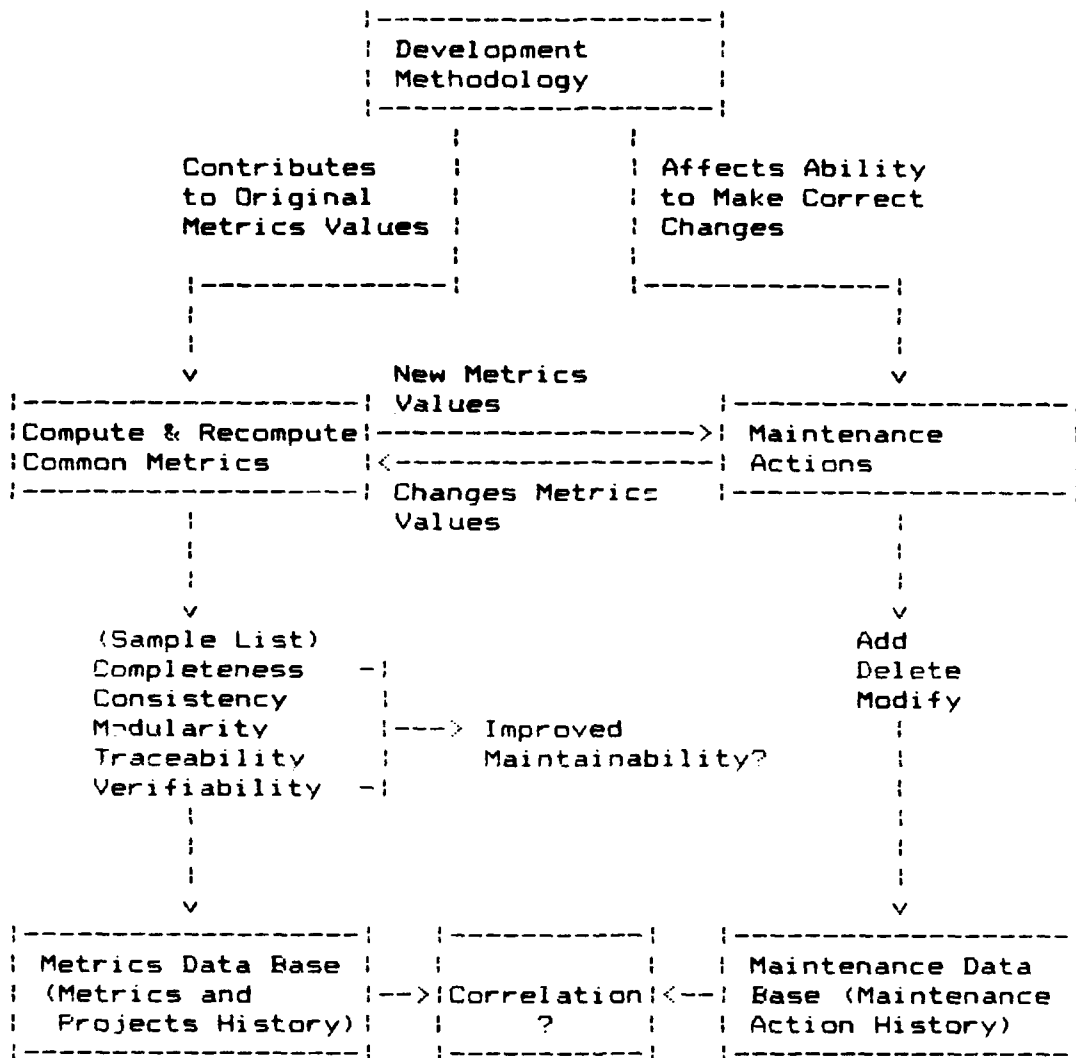 Development
Methodology
Contributes
to Original
Metrics Values
Affects Ability
to Make Correct
Changes
New Metrics
Values
Compute & Recompute
Common Metrics
Maintenance
Actions
Changes Metrics
Values
(Sample List)
Completeness
Consistency
Modularity
Traceability
Verifiability
Improved
Maintainability?
Add
Delete
Modify
Metrics Data Base
(Metrics and
Projects History)
Correlation
?
Maintenance Data
Base (Maintenance
Action History)